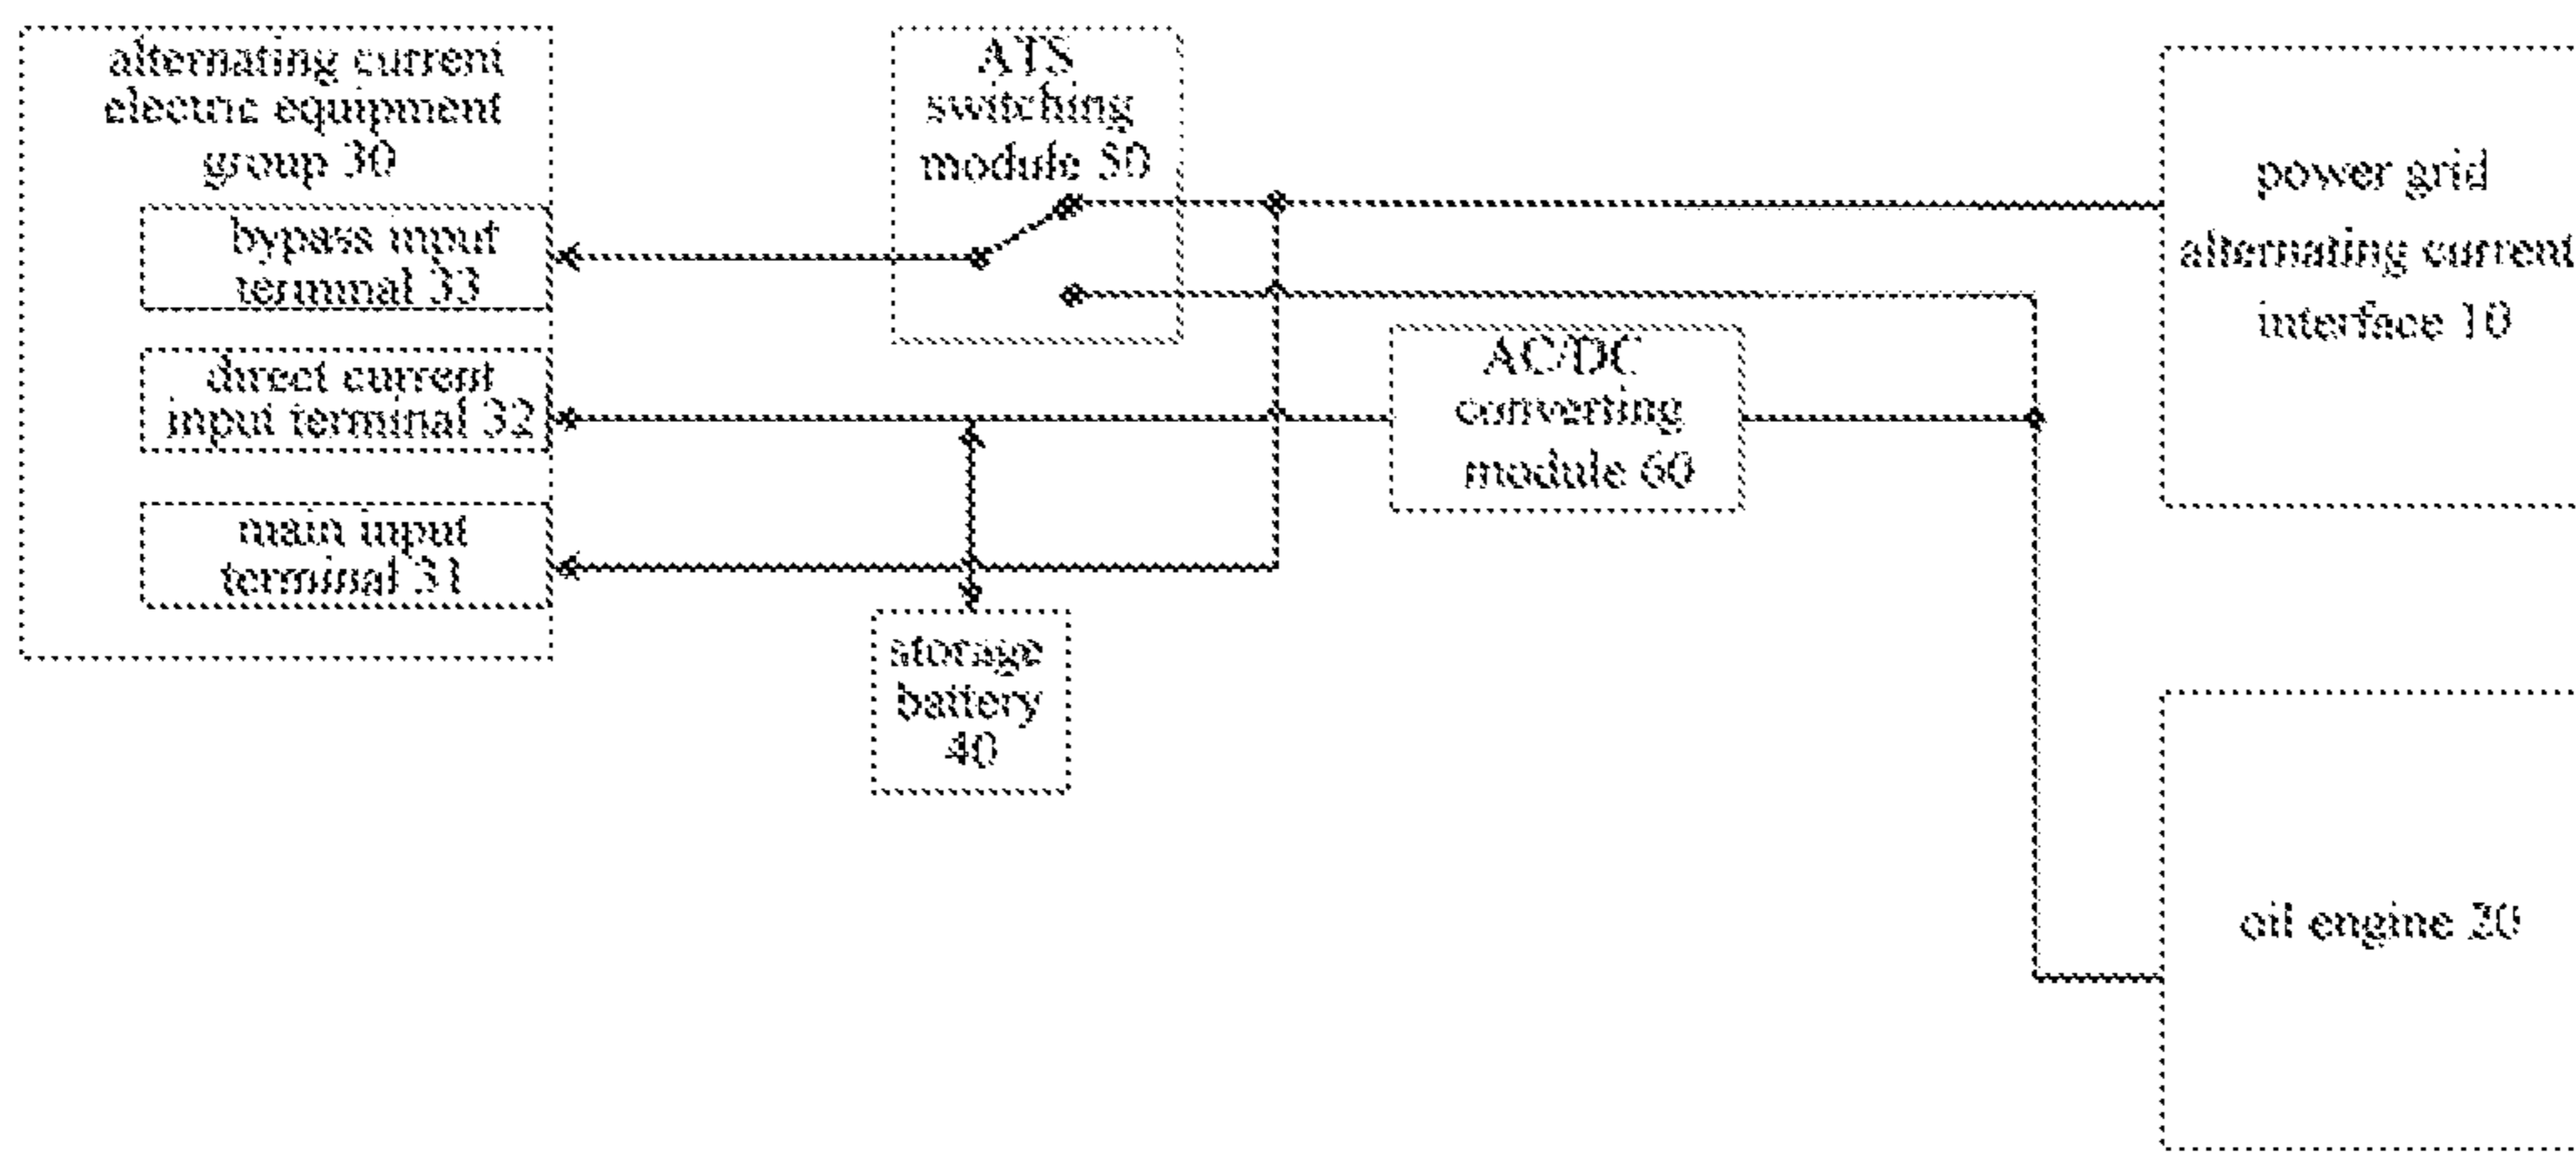 alternating current
electric equipment
group 30
bypass input
terminal 33
direct current
input terminal 32
main input
terminal 31
ATS
switching
module 50
storage
battery
40
AC/DC
converting
module 60
power grid
alternating current
interface 10
oil engine 20